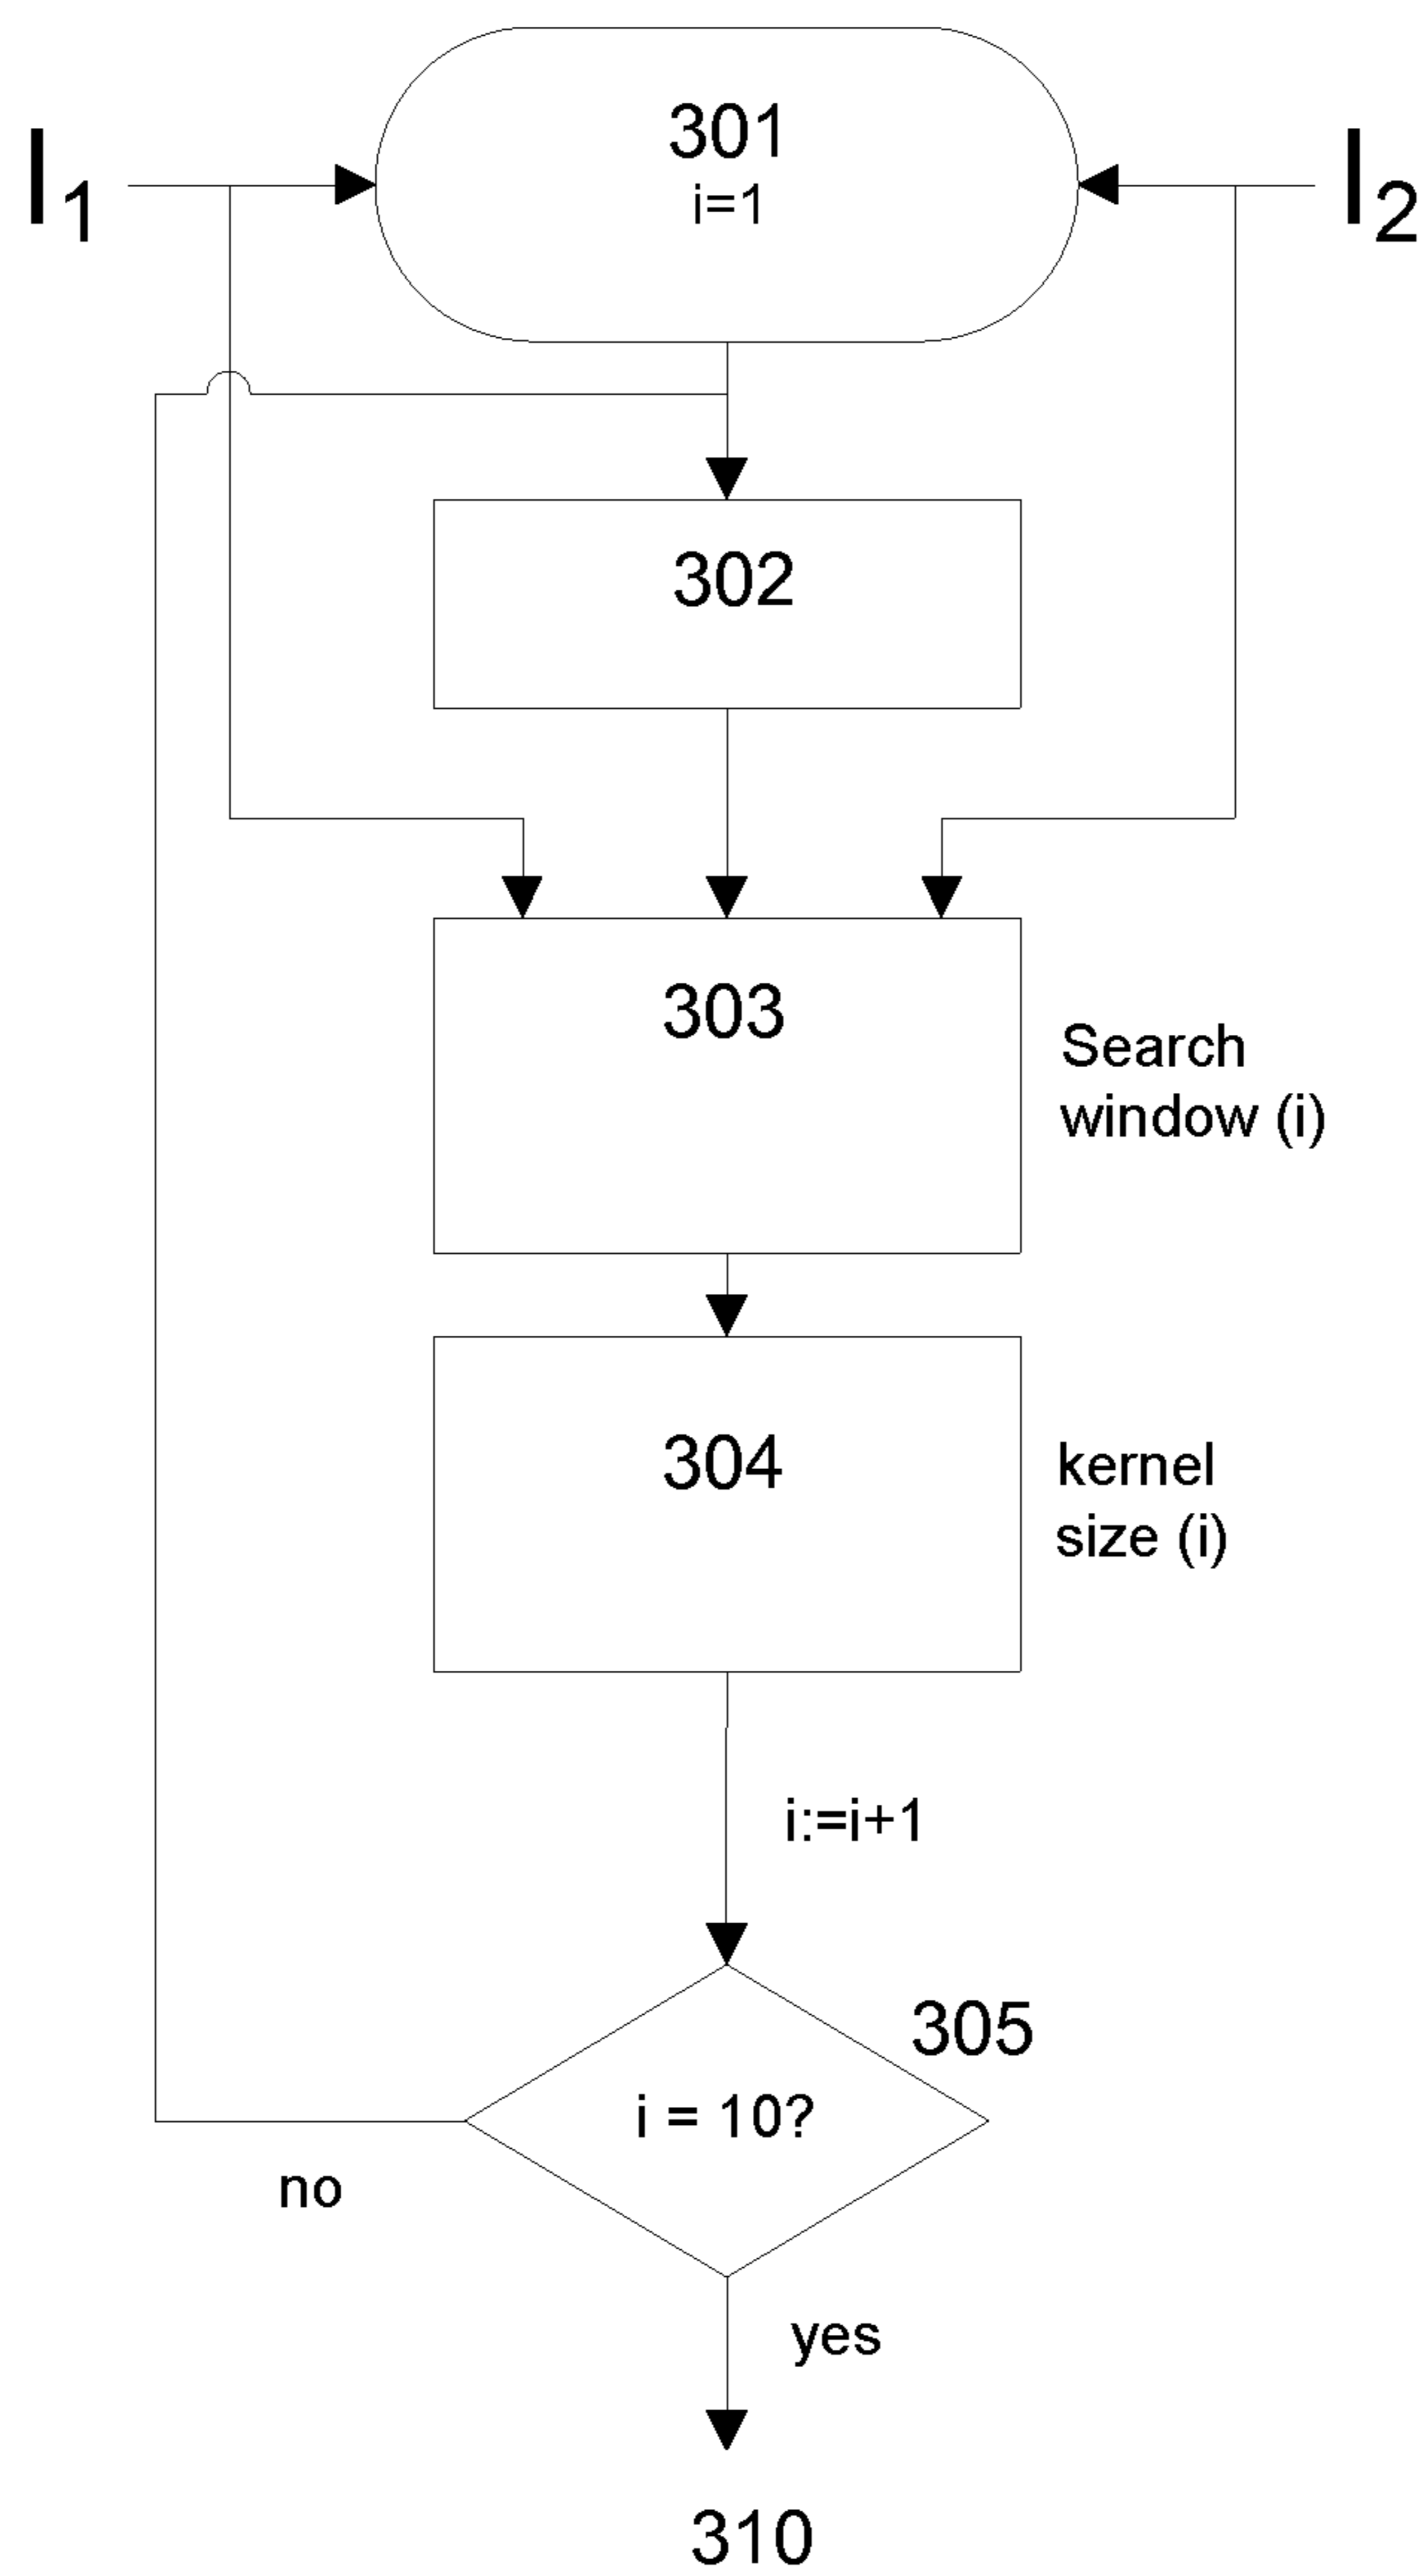 301
i=1
I1
I2
302
303
Search
window (i)
304
kernel
size (i)
i:=i+1
305
i = 10?
no
yes
310